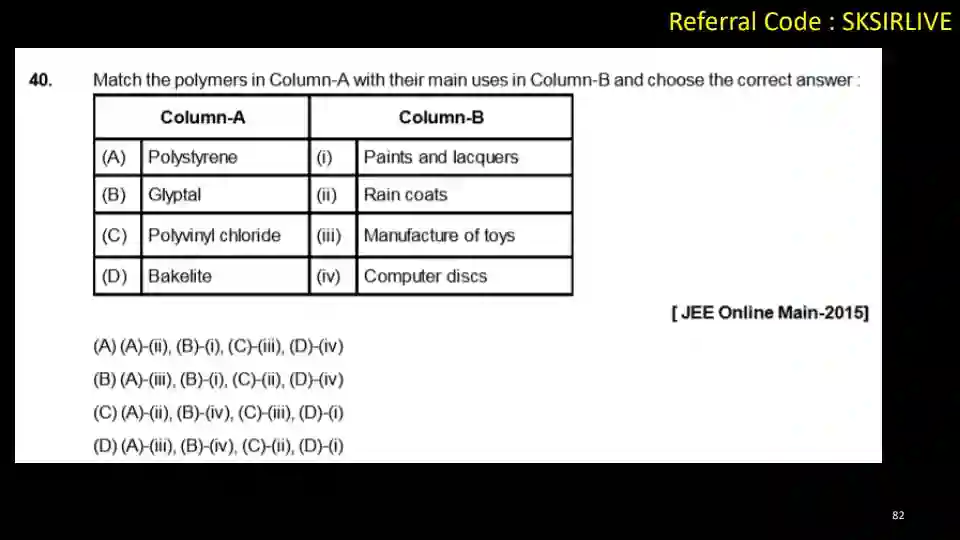 Referral Code : SKSIRLIVE
40. Match the polymers in Column-A with their main uses in Column-B and choose the correct answer :
Column-A Column-B
(A) Polystyrene (i) Paints and lacquers
(B) Glyptal (ii) Rain coats
(C) Polyvinyl chloride (iii) Manufacture of toys
(D) Bakelite (iv) Computer discs
[ JEE Online Main-2015]
(A) (A)-(ii), (B)-(i), (C)-(iii), (D)-(iv)
(B) (A)-(iii), (B)-(i), (C)-(ii), (D)-(iv)
(C) (A)-(ii), (B)-(iv), (C)-(iii), (D)-(i)
(D) (A)-(iii), (B)-(iv), (C)-(ii), (D)-(i)
82